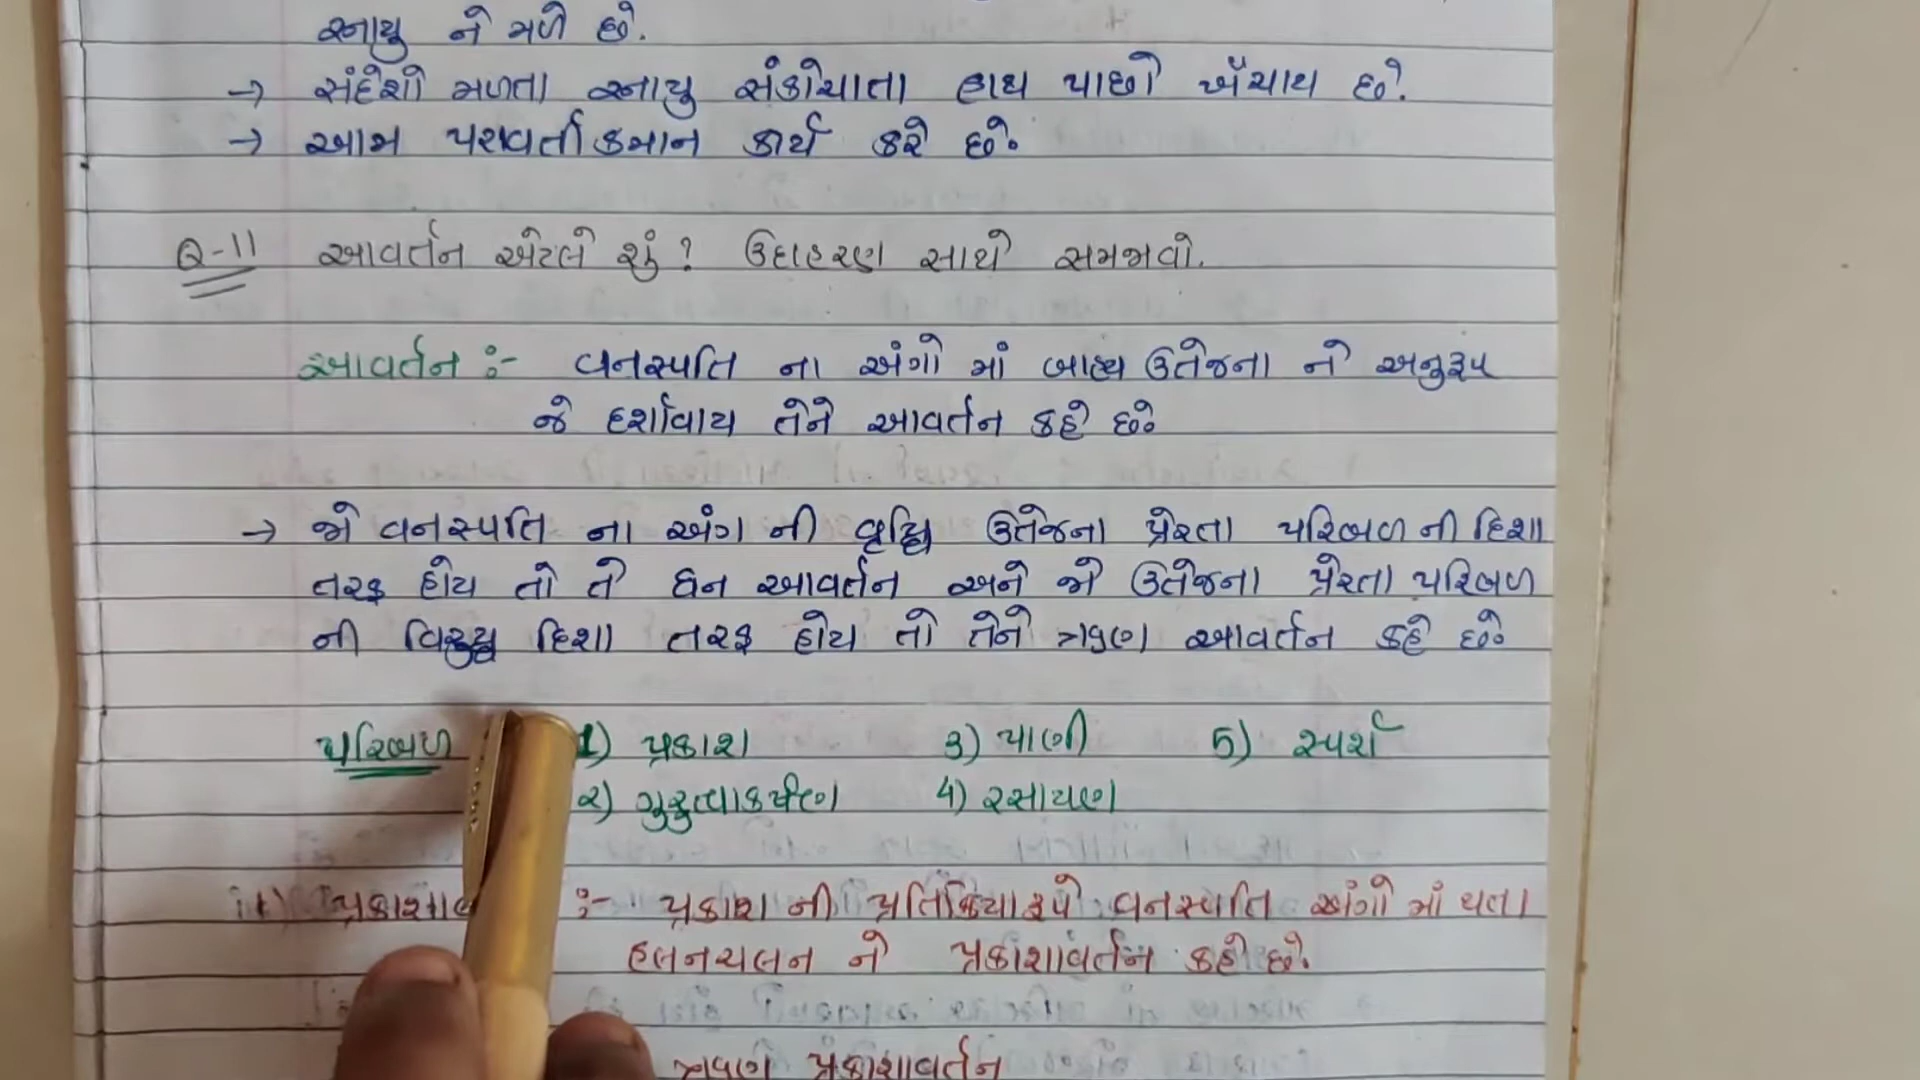 સ્નાયુ ને મળે છે.
→ સંદેશો મળતા સ્નાયુ સંકોચાતા હાથ પાછો ખેંચાય છે.
→ આમ પરાવર્તીકમાન કાર્ય કરે છે.
Q-11 આવર્તન એટલે શું? ઉદાહરણ સાથે સમજાવો.
આવર્તન :- વનસ્પતિ ના અંગો માં બાહ્ય ઉતેજના ને અનુરૂપ
જે દર્શાવાય તેને આવર્તન કહે છે.
→ જો વનસ્પતિ ના અંગ ની વૃદ્ધિ ઉતેજના પ્રેરતા પરિબળ ની દિશા
તરફ હોય તો તે ધન આવર્તન અને જો ઉતેજના પ્રેરતા પરિબળ
ની વિરુદ્ધ દિશા તરફ હોય તો તેને ઋણ આવર્તન કહે છે.
પરિબળ 1) પ્રકાશ 3) પાણી 5) સ્પર્શ
2) ગુરુત્વાકર્ષણ 4) રસાયણ
:- પ્રકાશ ની પ્રતિક્રિયા રૂપે વનસ્પતિ અંગો માં થતા
હલનચલન ને પ્રકાશાવર્તન કહે છે.
પ્રકાશાવર્તન